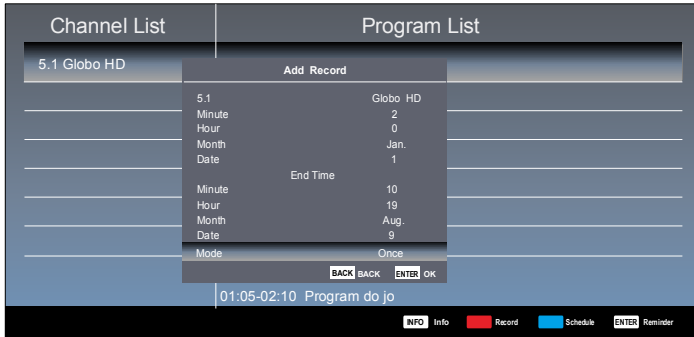 Channel List Program List
5.1 Globo HD
Add Record
5.1 Globo HD
Minute 2
Hour 0
Month Jan.
Date 1
End Time
Minute 10
Hour 19
Month Aug.
Date 9
Mode Once
BACK BACK ENTER OK
01:05-02:10 Program do jo
INFO Info Record Schedule ENTER Reminder